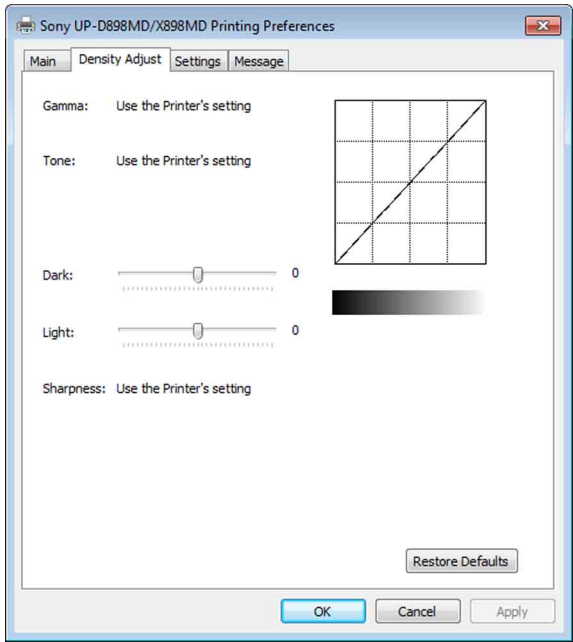 Sony UP-D898MD/X898MD Printing Preferences
Main Density Adjust Settings Message
Gamma: Use the Printer's setting
Tone: Use the Printer's setting
Dark: 0
Light: 0
Sharpness: Use the Printer's setting
Restore Defaults
OK Cancel Apply